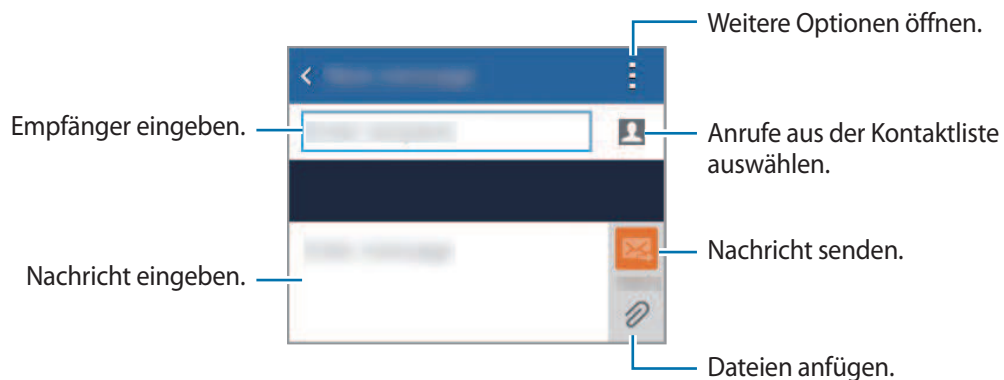 Weitere Optionen öffnen.
Empfänger eingeben.
Anrufe aus der Kontaktliste
auswählen.
Nachricht senden.
Nachricht eingeben.
Dateien anfügen.